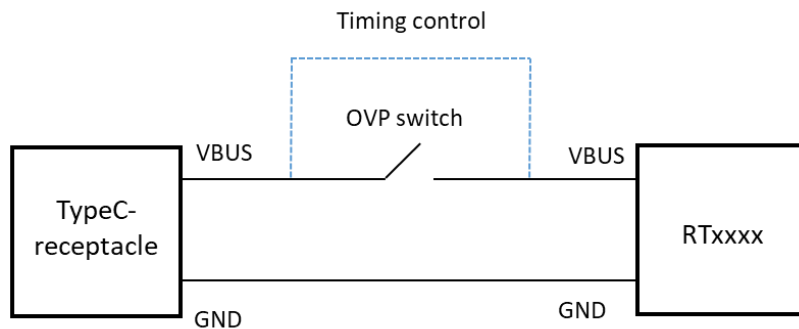 Timing control
OVP switch
VBUS
VBUS
TypeC-
receptacle
RTxxxx
GND
GND